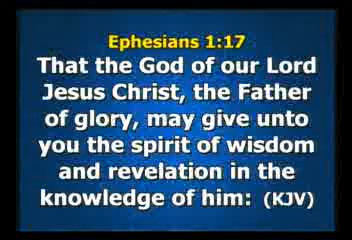 Ephesians 1:17
That the God of our Lord
Jesus Christ, the Father
of glory, may give unto
you the spirit of wisdom
and revelation in the
knowledge of him: (KJV)